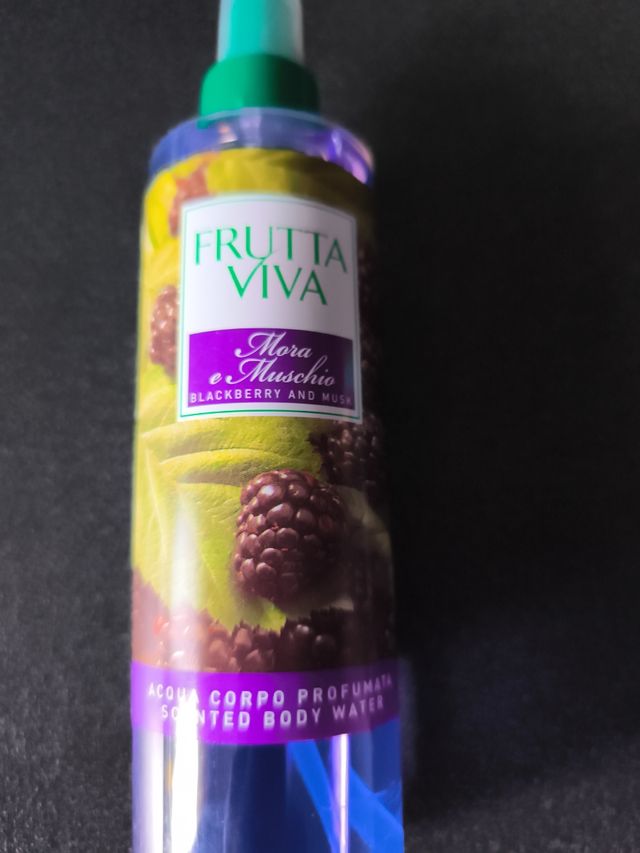 FRUTTA
VIVA
Mora
e Muschio
BLACKBERRY AND MUSK
ACQUA CORPO PROFUMATA
SCENTED BODY WATER